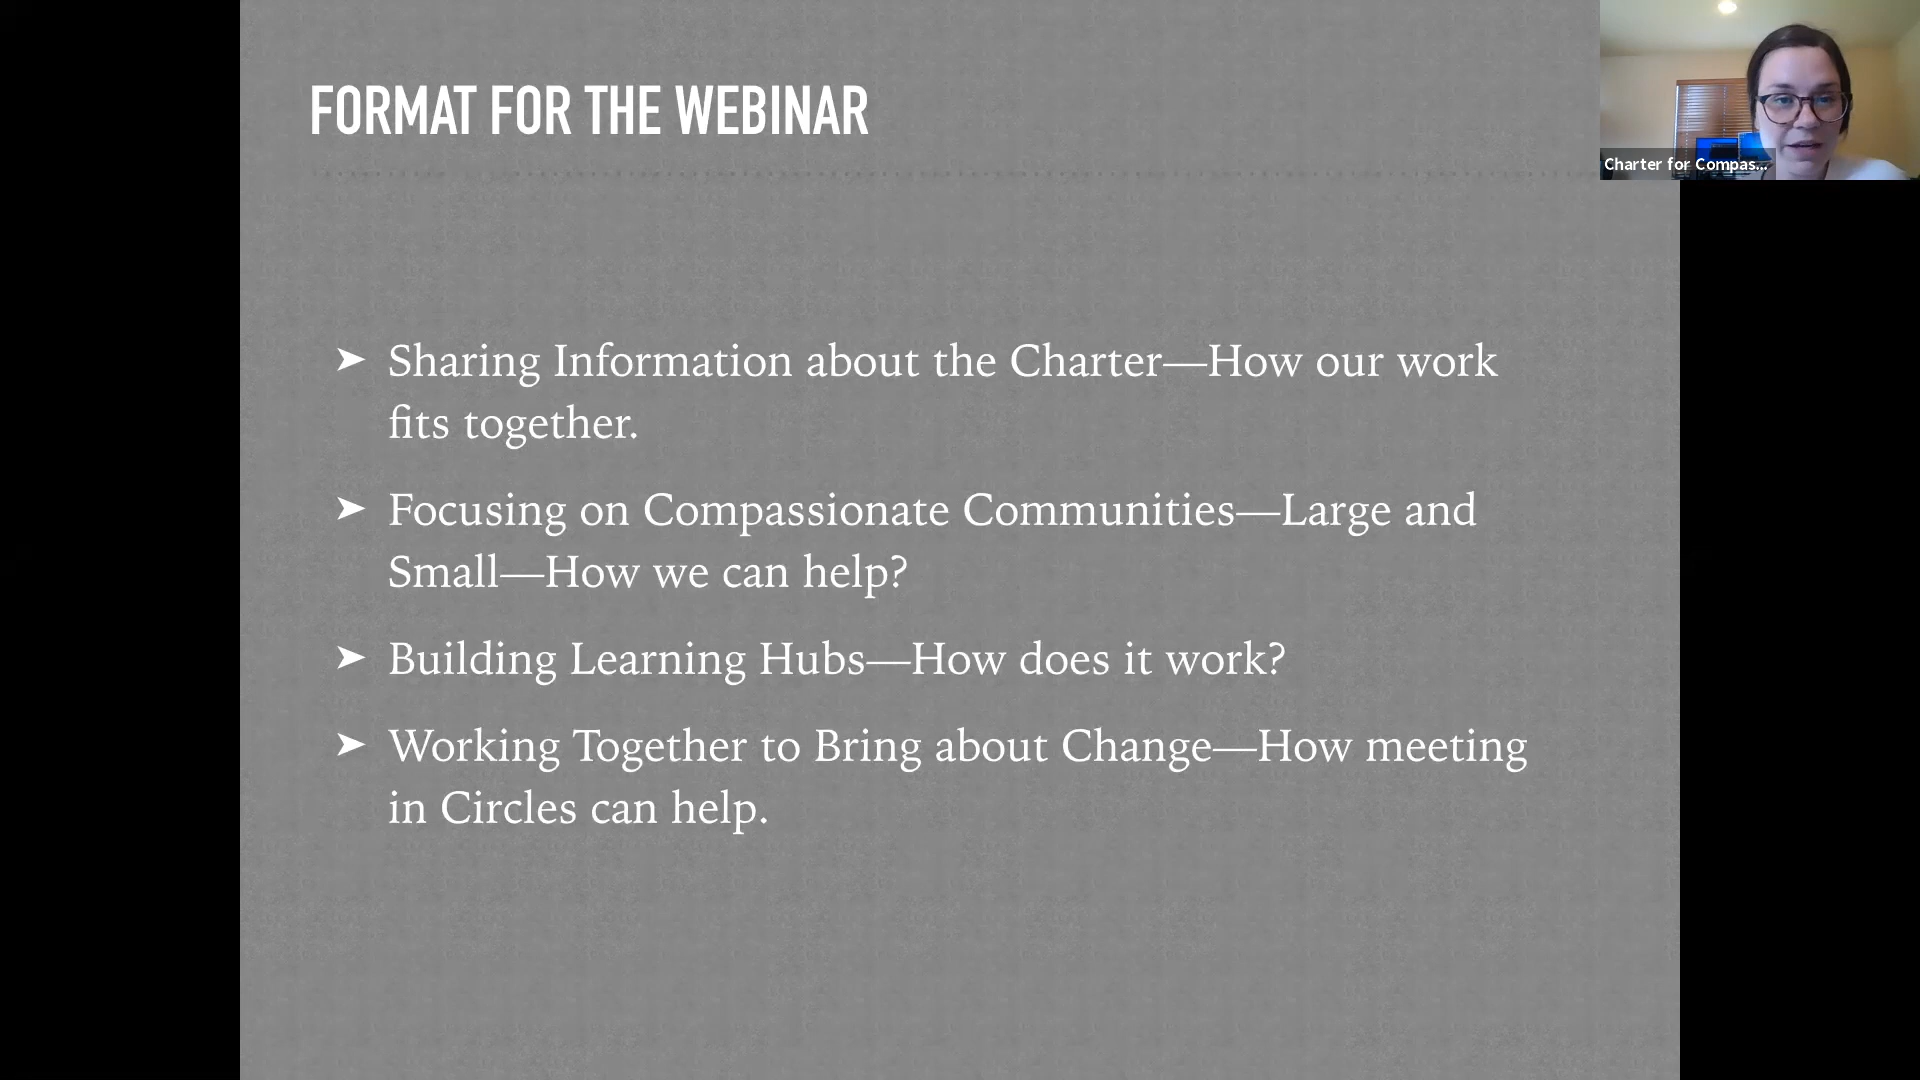 FORMAT FOR THE WEBINAR
Charter for Compas...
➤ Sharing Information about the Charter—How our work
fits together.
➤ Focusing on Compassionate Communities—Large and
Small—How we can help?
➤ Building Learning Hubs—How does it work?
➤ Working Together to Bring about Change—How meeting
in Circles can help.